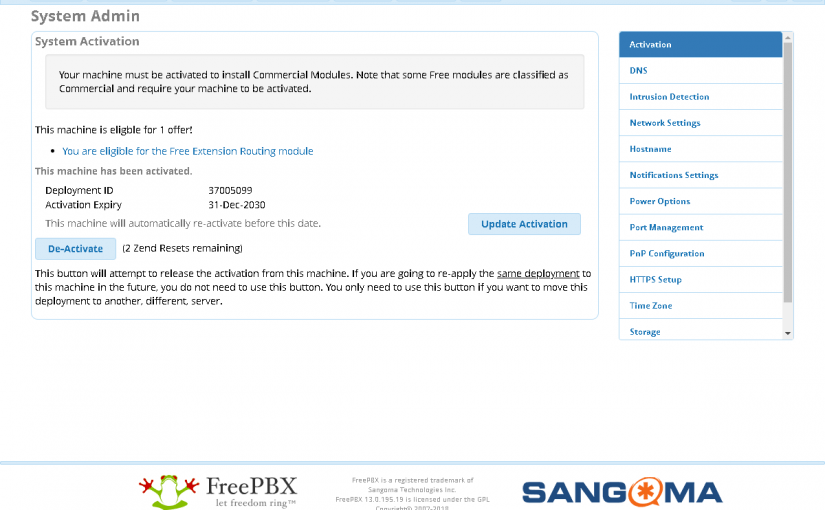 System Admin
System Activation
Your machine must be activated to install Commercial Modules. Note that some Free modules are classified as
Commercial and require your machine to be activated.
This machine is eligble for 1 offer!
You are eligible for the Free Extension Routing module
This machine has been activated.
Deployment ID 37005099
Activation Expiry 31-Dec-2030
This machine will automatically re-activate before this date.
Update Activation
De-Activate (2 Zend Resets remaining)
This button will attempt to release the activation from this machine. If you are going to re-apply the same deployment to
this machine in the future, you do not need to use this button. You only need to use this button if you want to move this
deployment to another, different, server.
Activation
DNS
Intrusion Detection
Network Settings
Hostname
Notifications Settings
Power Options
Port Management
PnP Configuration
HTTPS Setup
Time Zone
Storage
FreePBX
let freedom ring™
FreePBX is a registered trademark of
Sangoma Technologies Inc.
FreePBX 13.0.195.19 is licensed under the GPL
Copyright© 2007-2018
SANGOMA